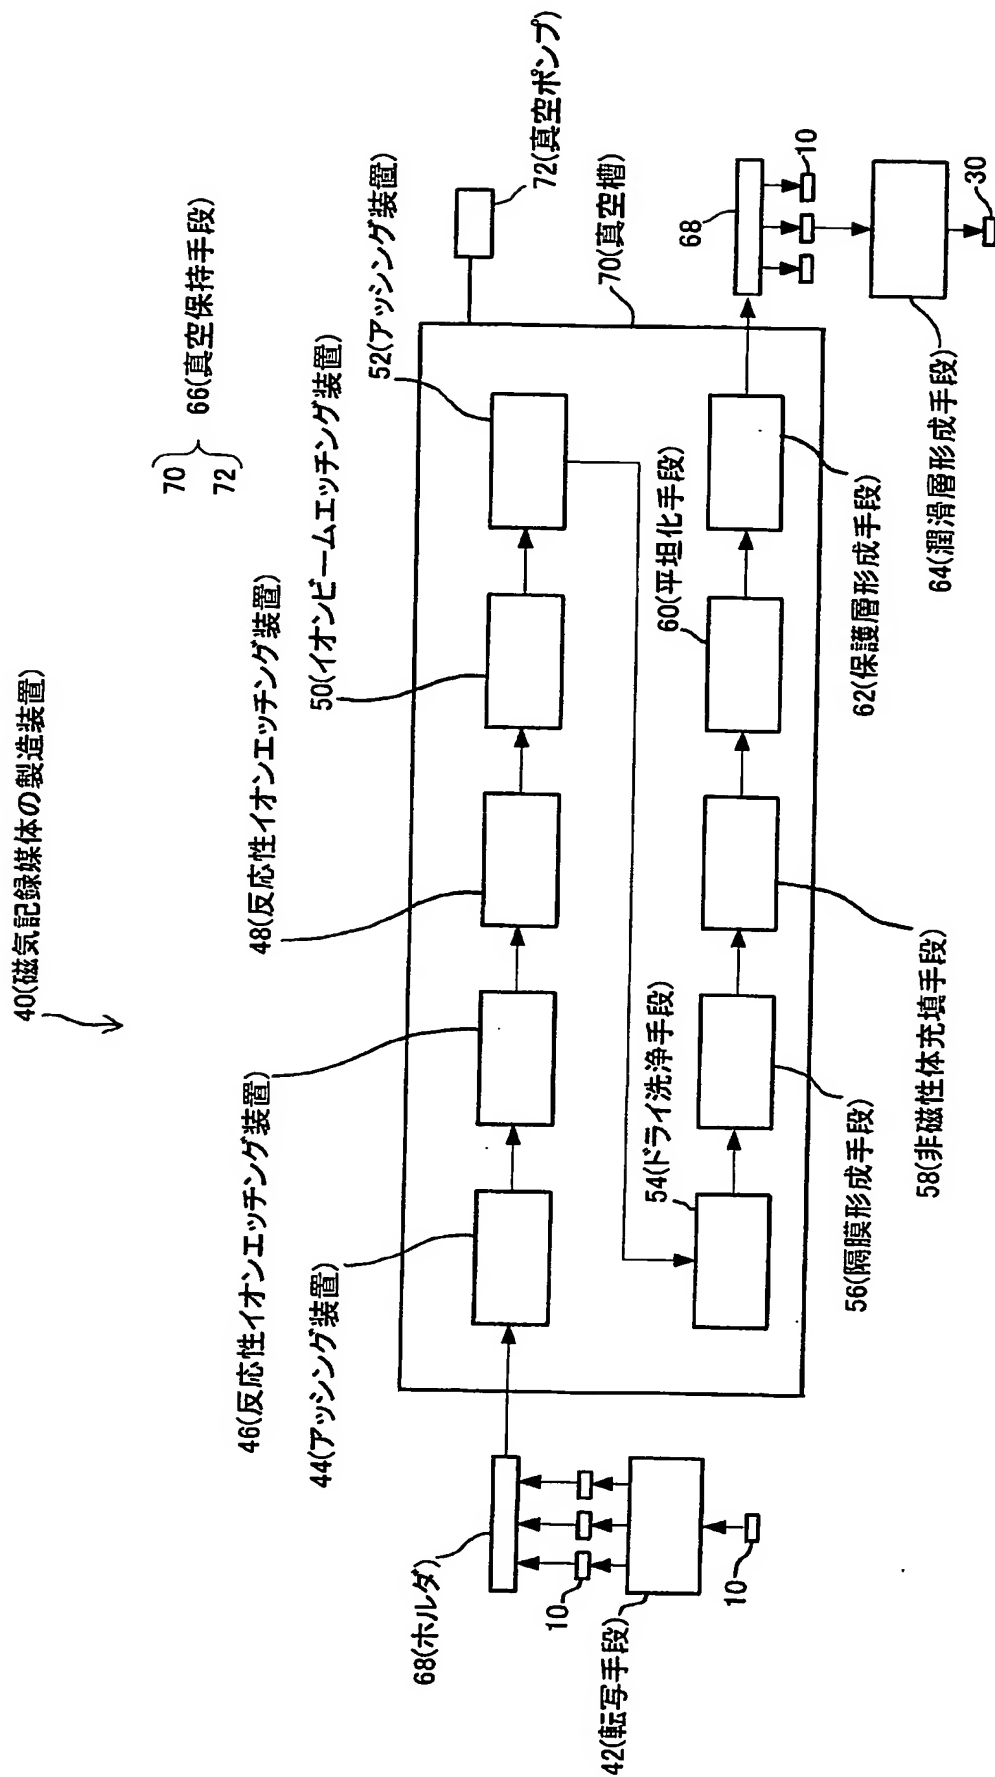 40(磁気記録媒体の製造装置)
70
72
66(真空保持手段)
72(真空ポンプ)
52(アッシング装置)
50(イオンビームエッチング装置)
48(反応性イオンエッチング装置)
46(反応性イオンエッチング装置)
44(アッシング装置)
68(ホルダ)
10
42(転写手段)
10
70(真空槽)
54(ドライ洗浄手段)
56(隔膜形成手段)
58(非磁性体充填手段)
60(平坦化手段)
62(保護層形成手段)
68
10
64(潤滑層形成手段)
30